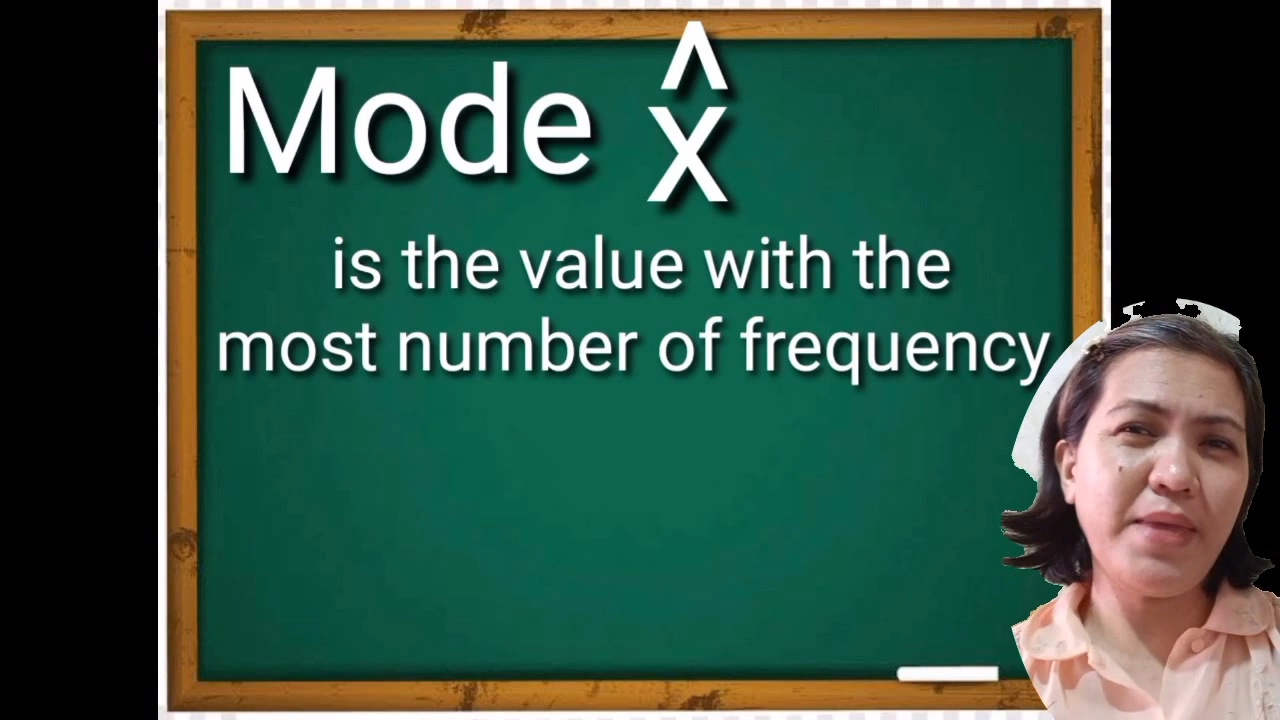 Mode x̂
is the value with the
most number of frequency